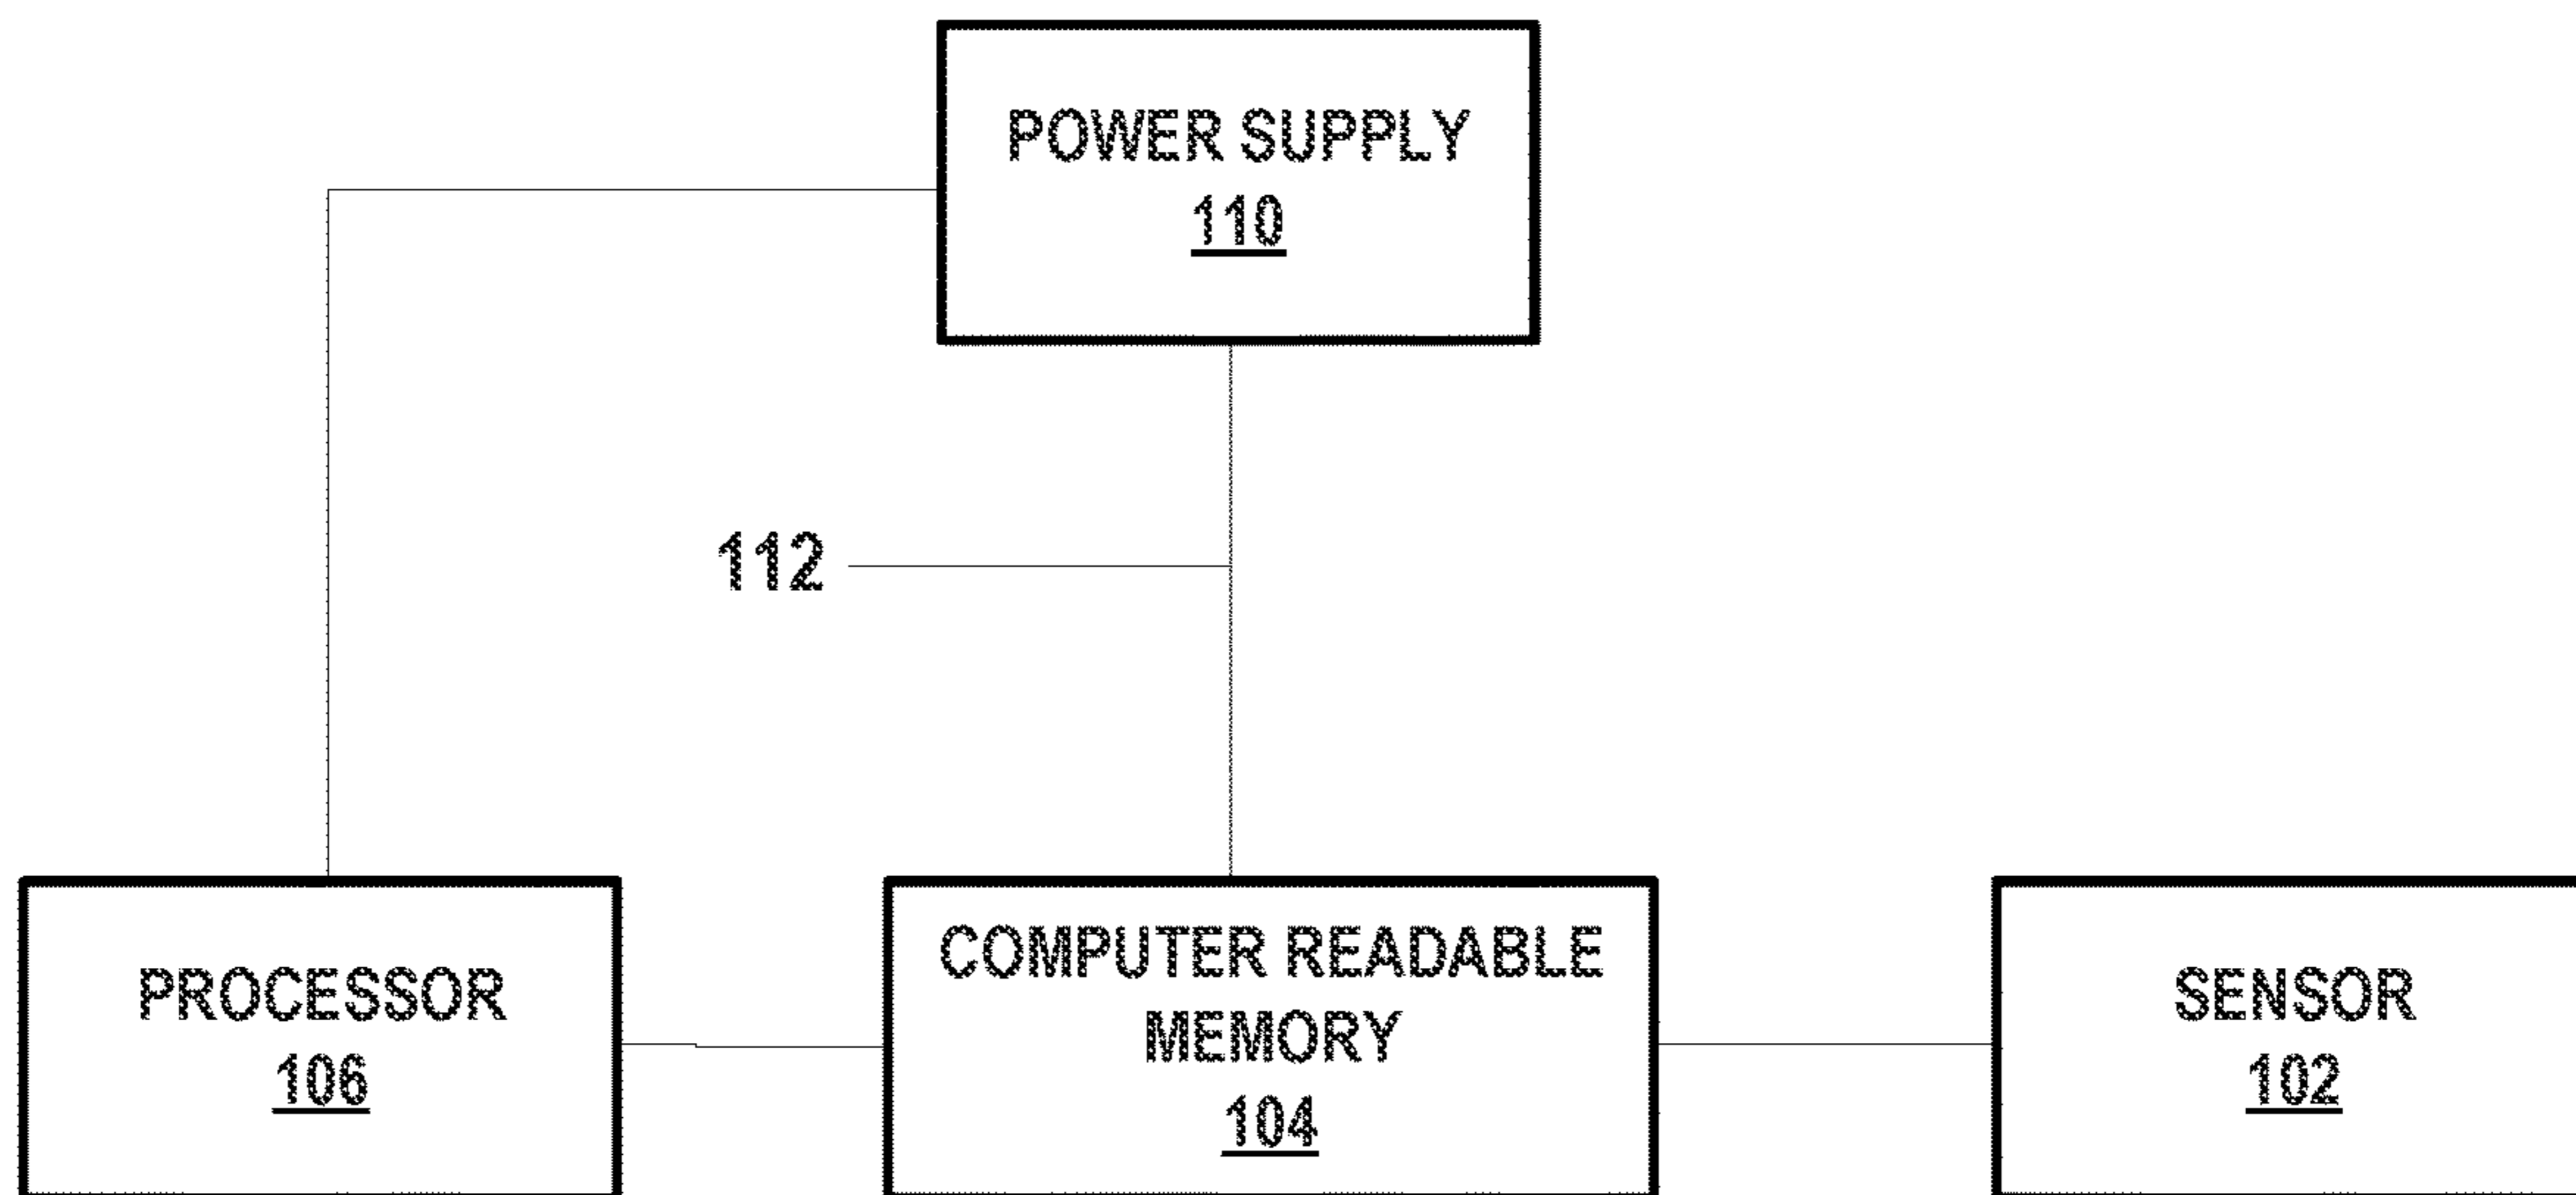 POWER SUPPLY
110
112
PROCESSOR
106
COMPUTER READABLE
MEMORY
104
SENSOR
102